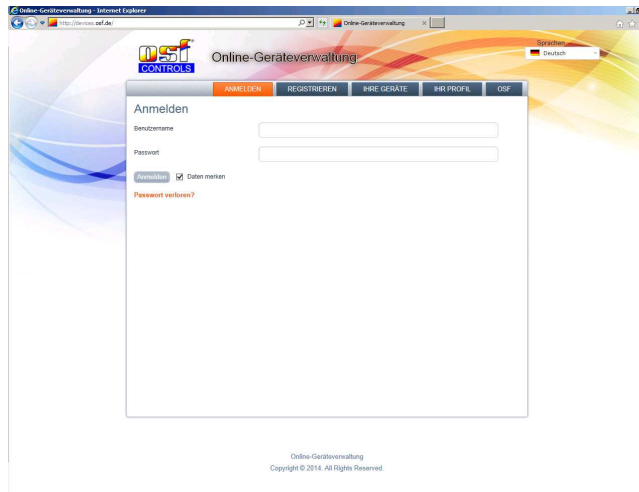 Online-Geräteverwaltung - Internet Explorer
http://devices.osf.de/
Online-Geräteverwaltung
osf
CONTROLS
Online-Geräteverwaltung
Sprachen
Deutsch
ANMELDEN REGISTRIEREN IHRE GERÄTE IHR PROFIL OSF
Anmelden
Benutzername
Passwort
Anmelden Daten merken
Passwort verloren?
Online-Geräteverwaltung
Copyright © 2014. All Rights Reserved.